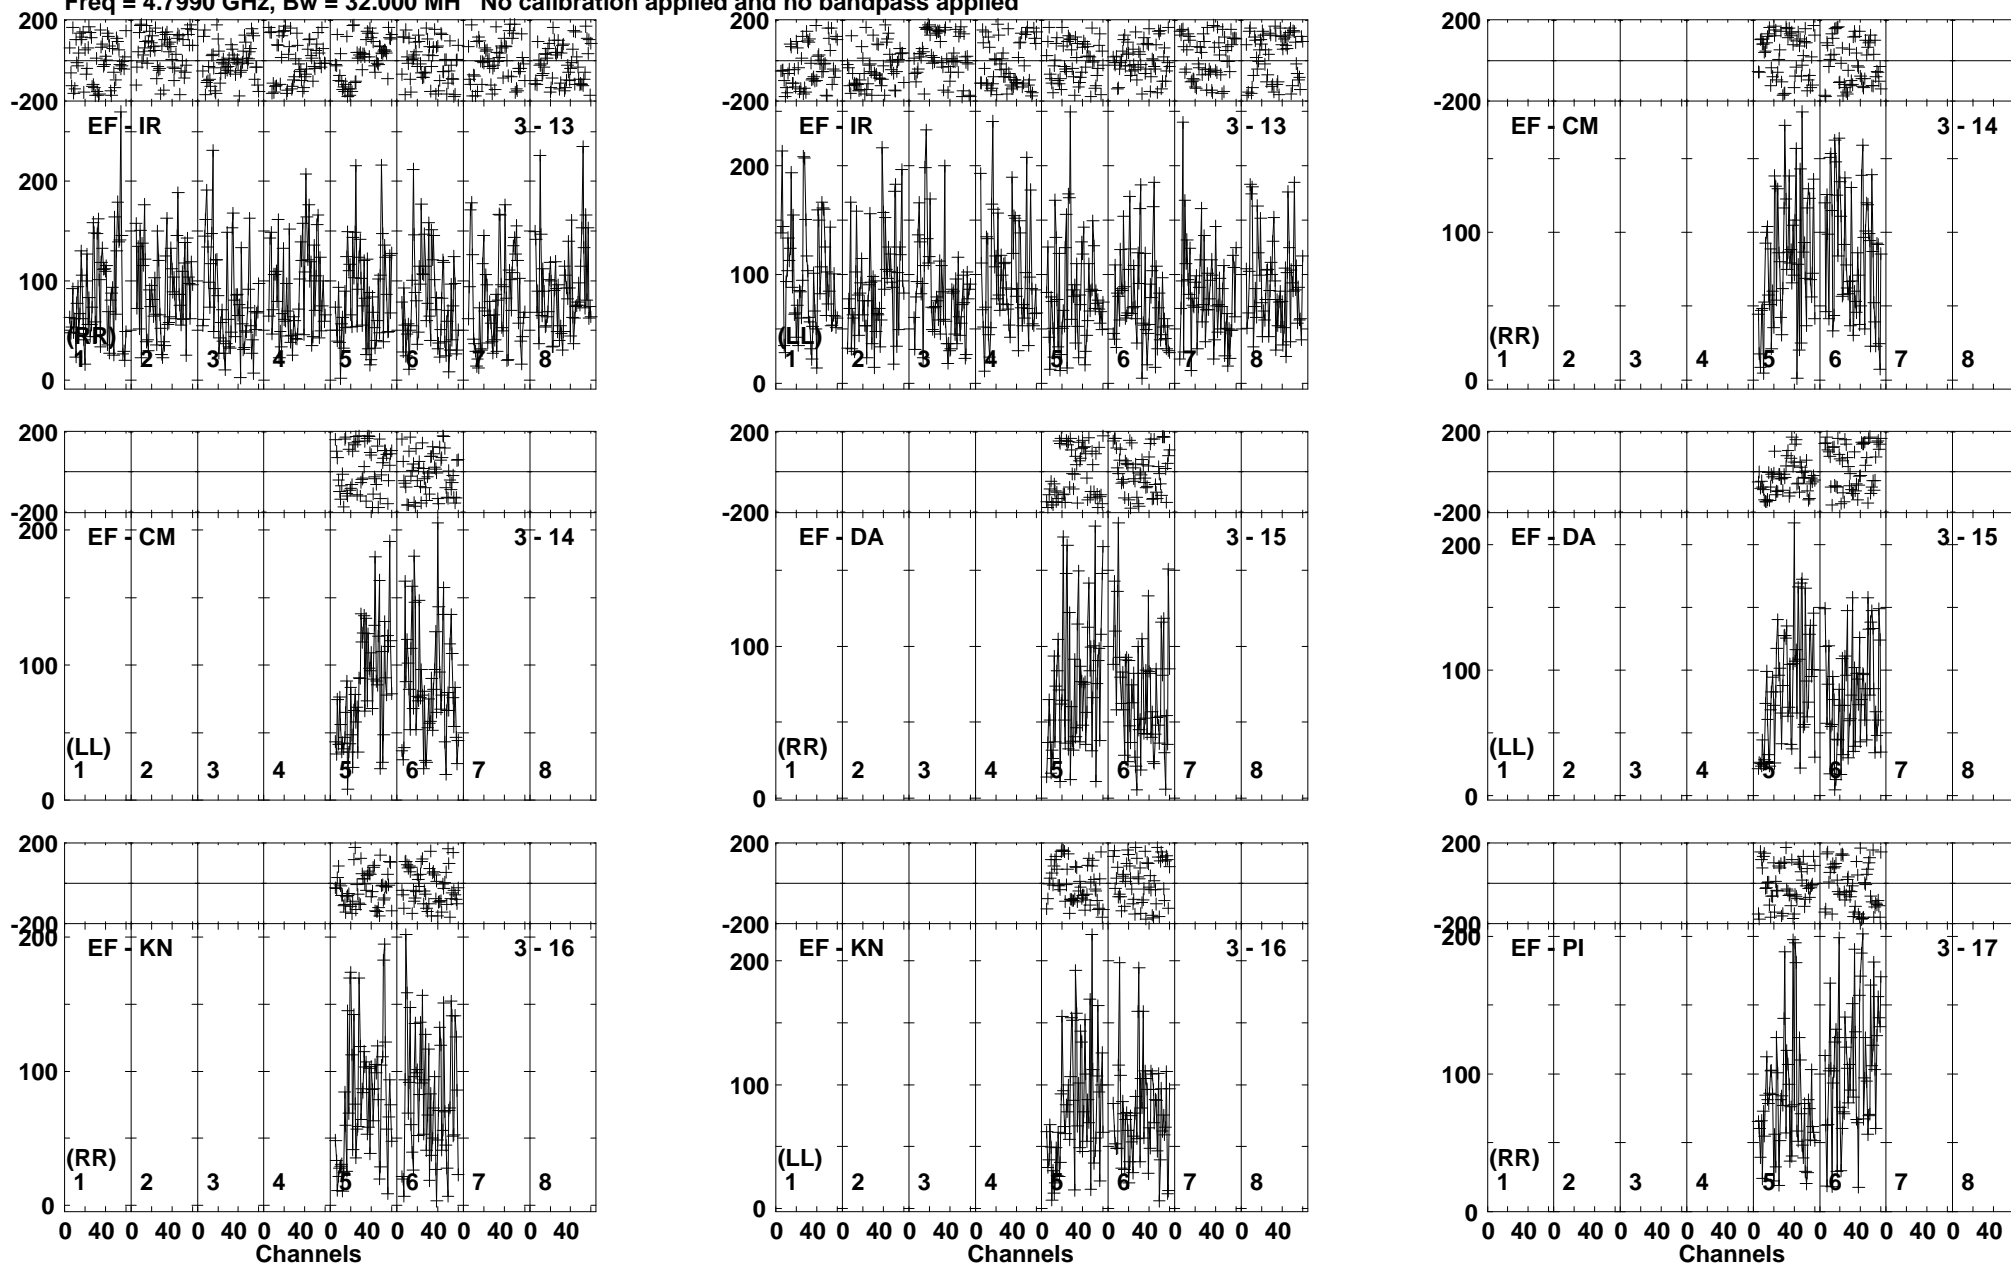 Freq = 4.7990 GHz, Bw = 32.000 MH No calibration applied and no bandpass applied
200 200 200
-200 -200 -200
EF - IR 3 - 13 EF - IR 3 - 13 EF - CM 3 - 14
200 200
100 100 100
(RR) (LL) (RR)
1 2 3 4 5 6 7 8 1 2 3 4 5 6 7 8 1 2 3 4 5 6 7 8
0 0 0
200 200 200
-200 -200 -200
200 EF - CM 3 - 14 EF - DA 3 - 15 EF - DA 3 - 15
200
100 100 100
(LL) (RR) (LL)
1 2 3 4 5 6 7 8 1 2 3 4 5 6 7 8 1 2 3 4 5 6 7 8
0 0 0
200 200 200
-200 -200 -200
200 EF - KN 3 - 16 200 EF - KN 3 - 16 200 EF - PI 3 - 17
100 100 100
(RR) (LL) (RR)
1 2 3 4 5 6 7 8 1 2 3 4 5 6 7 8 1 2 3 4 5 6 7 8
0 0 0
0 40 0 40 0 40 0 40 0 40 0 40 0 40 0 40 0 40 0 40 0 40 0 40 0 40 0 40 0 40 0 40 0 40 0 40 0 40 0 40 0 40 0 40 0 40 0 40
Channels Channels Channels